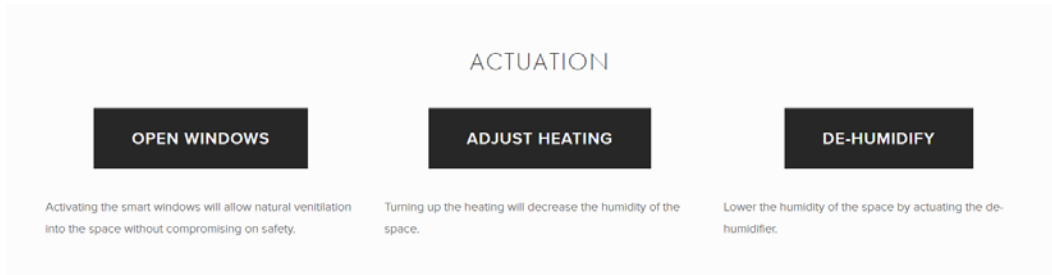 ACTUATION
OPEN WINDOWS
ADJUST HEATING
DE-HUMIDIFY
Activating the smart windows will allow natural venitilation
into the space without compromising on safety.
Turning up the heating will decrease the humidity of the
space.
Lower the humidity of the space by actuating the de-
humidifier.